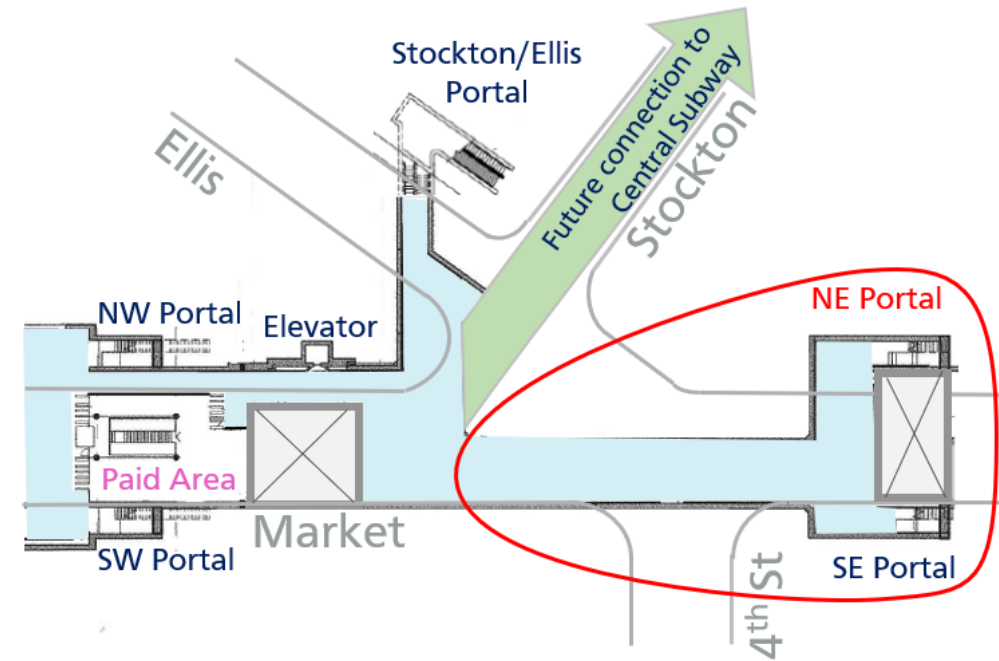 Stockton/Ellis
Portal
Future connection to
Central Subway
Stockton
Ellis
NW Portal
Elevator
NE Portal
Paid Area
Market
SW Portal
SE Portal
4th St